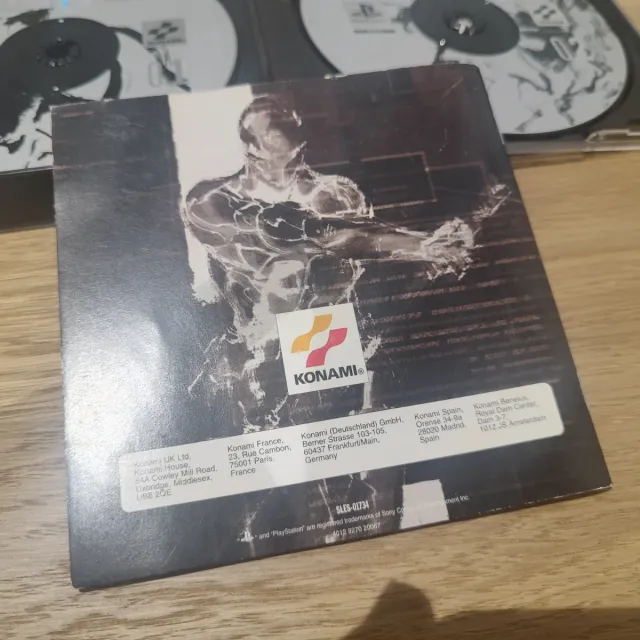 KONAMI®
Konami UK Ltd,
Konami House,
54A Cowley Mill Road,
Uxbridge, Middlesex,
UB8 2QE
Konami France,
23, Rue Cambon,
75001 Paris,
France
Konami (Deutschland) GmbH,
Berner Strasse 103-105,
60437 Frankfurt/Main,
Germany
Konami Spain,
Orense 34-9a
28020 Madrid,
Spain
Konami Benelux,
Royal Dam Center,
Dam 3-7
1012 JS Amsterdam
SLES-01734
and "PlayStation" are registered trademarks of Sony Computer Entertainment Inc.